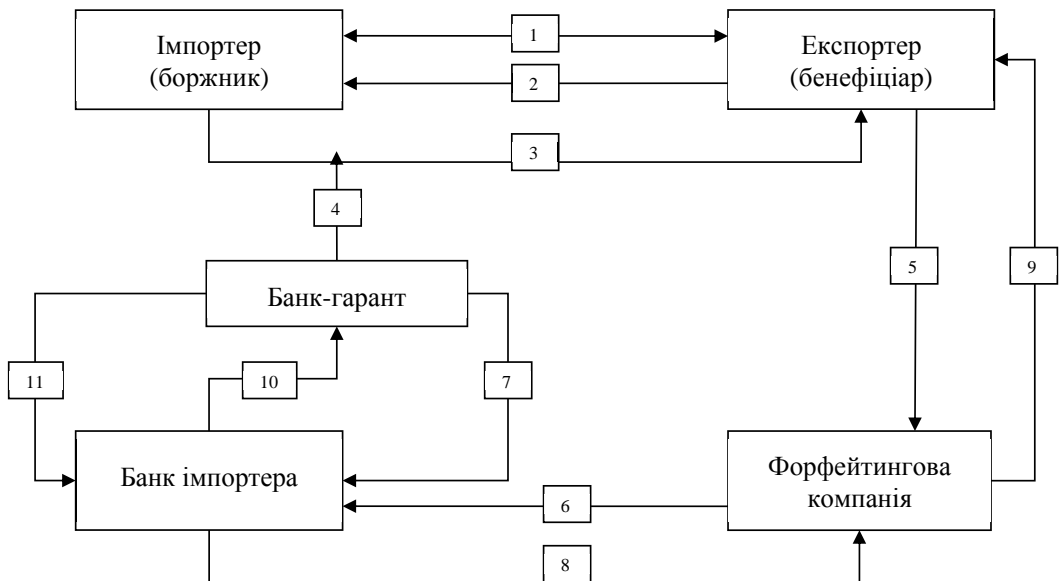 Імпортер
(боржник)
1
Експортер
(бенефіціар)
2
3
4
5
9
Банк-гарант
11
10
7
Банк імпортера
Форфейтингова
компанія
6
8